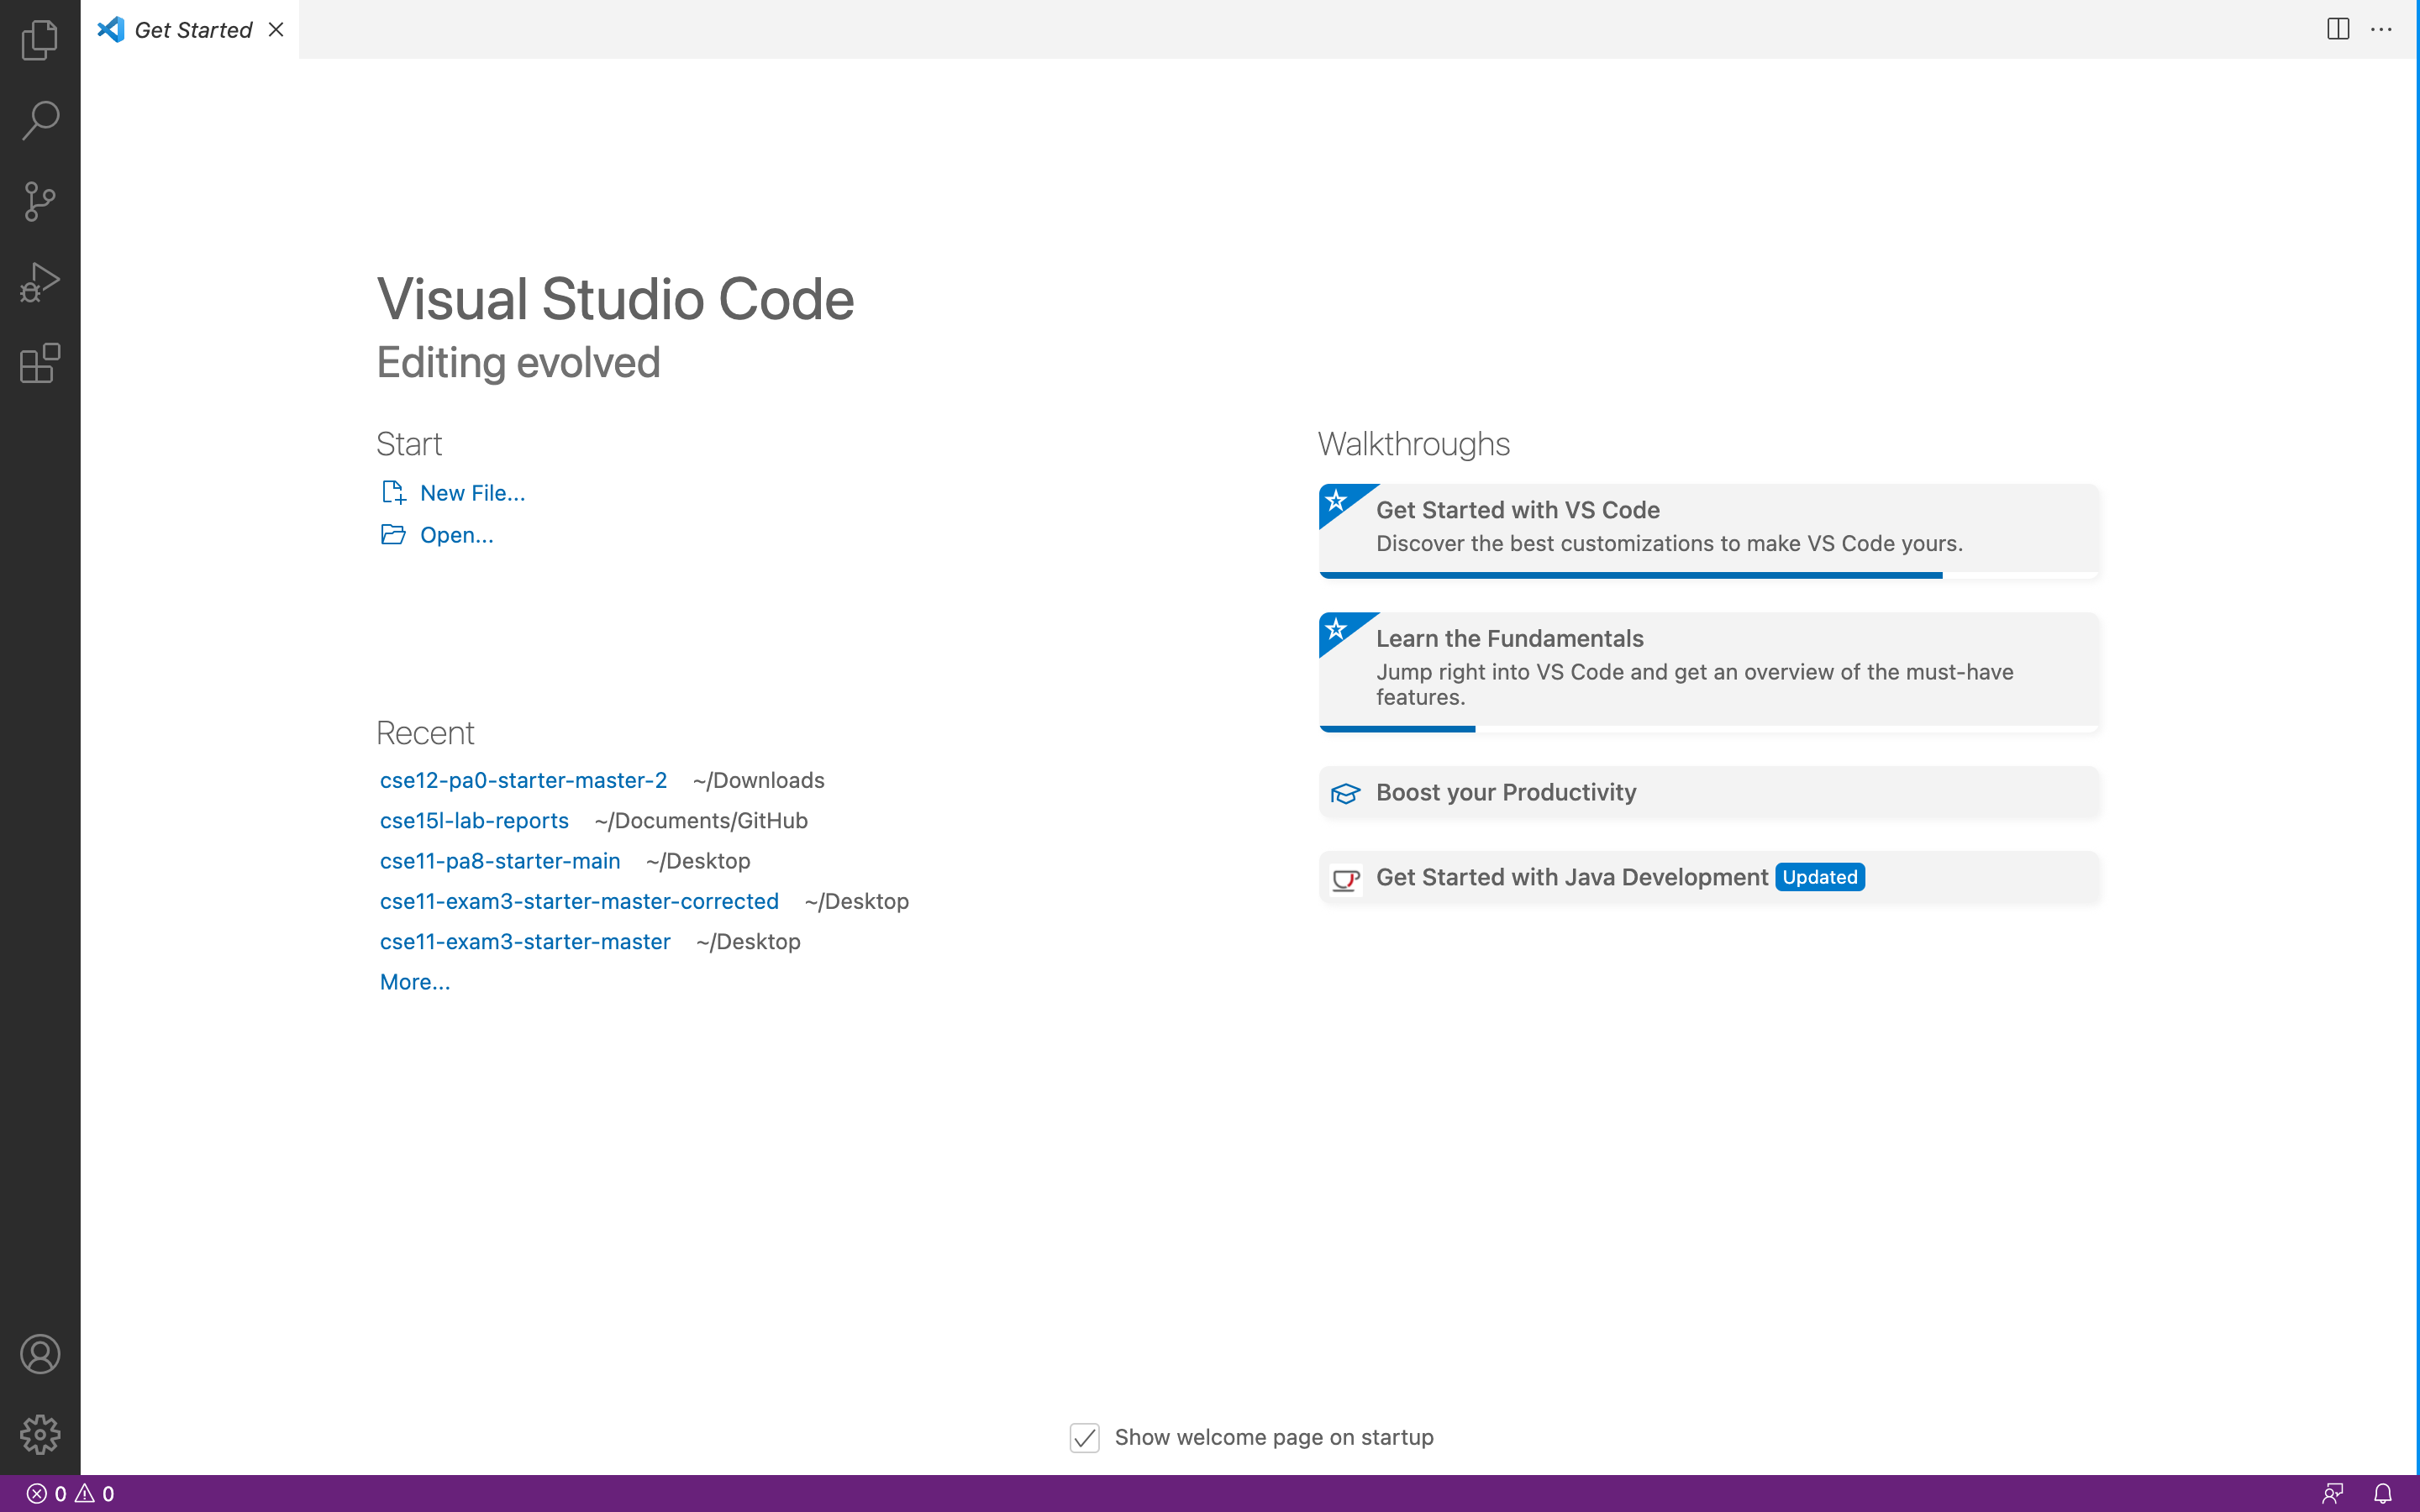 Get Started
Visual Studio Code
Editing evolved
Start
New File...
Open...
Recent
cse12-pa0-starter-master-2 ~/Downloads
cse15l-lab-reports ~/Documents/GitHub
cse11-pa8-starter-main ~/Desktop
cse11-exam3-starter-master-corrected ~/Desktop
cse11-exam3-starter-master ~/Desktop
More...
Walkthroughs
Get Started with VS Code
Discover the best customizations to make VS Code yours.
Learn the Fundamentals
Jump right into VS Code and get an overview of the must-have
features.
Boost your Productivity
Get Started with Java Development Updated
Show welcome page on startup
0 0